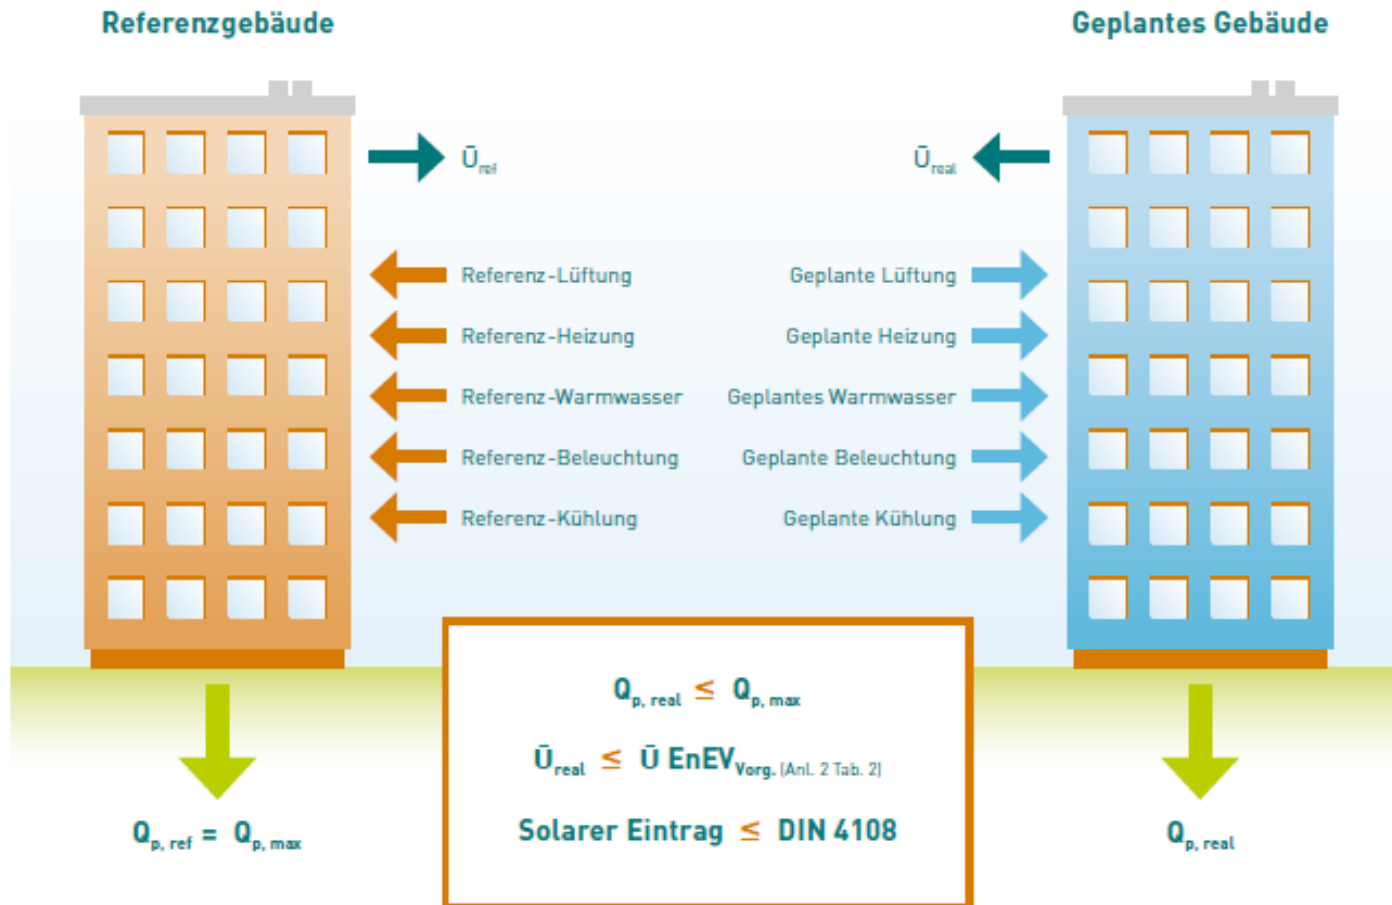 Referenzgebäude
Geplantes Gebäude
Ūref
Ūreal
Referenz-Lüftung
Geplante Lüftung
Referenz-Heizung
Geplante Heizung
Referenz-Warmwasser
Geplantes Warmwasser
Referenz-Beleuchtung
Geplante Beleuchtung
Referenz-Kühlung
Geplante Kühlung
Qp, real ≤ Qp, max
Ūreal ≤ Ū EnEVVorg. (Anl. 2 Tab. 2)
Solarer Eintrag ≤ DIN 4108
Qp, ref = Qp, max
Qp, real